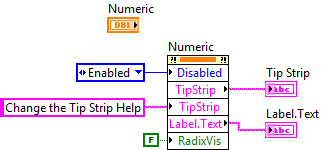 Numeric
DBL
Numeric
?! ?!
Enabled
Disabled
TipStrip
Tip Strip
abc
Change the Tip Strip Help
TipStrip
Label.Text
Label.Text
abc
F
RadixVis